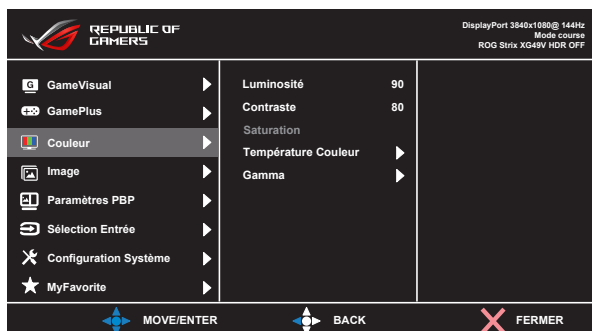 REPUBLIC OF
GAMERS
DisplayPort 3840x1080@ 144Hz
Mode course
ROG Strix XG49V HDR OFF
G GameVisual
GamePlus
Couleur
Image
Paramètres PBP
Sélection Entrée
Configuration Système
MyFavorite
Luminosité 90
Contraste 80
Saturation
Température Couleur
Gamma
MOVE/ENTER BACK FERMER